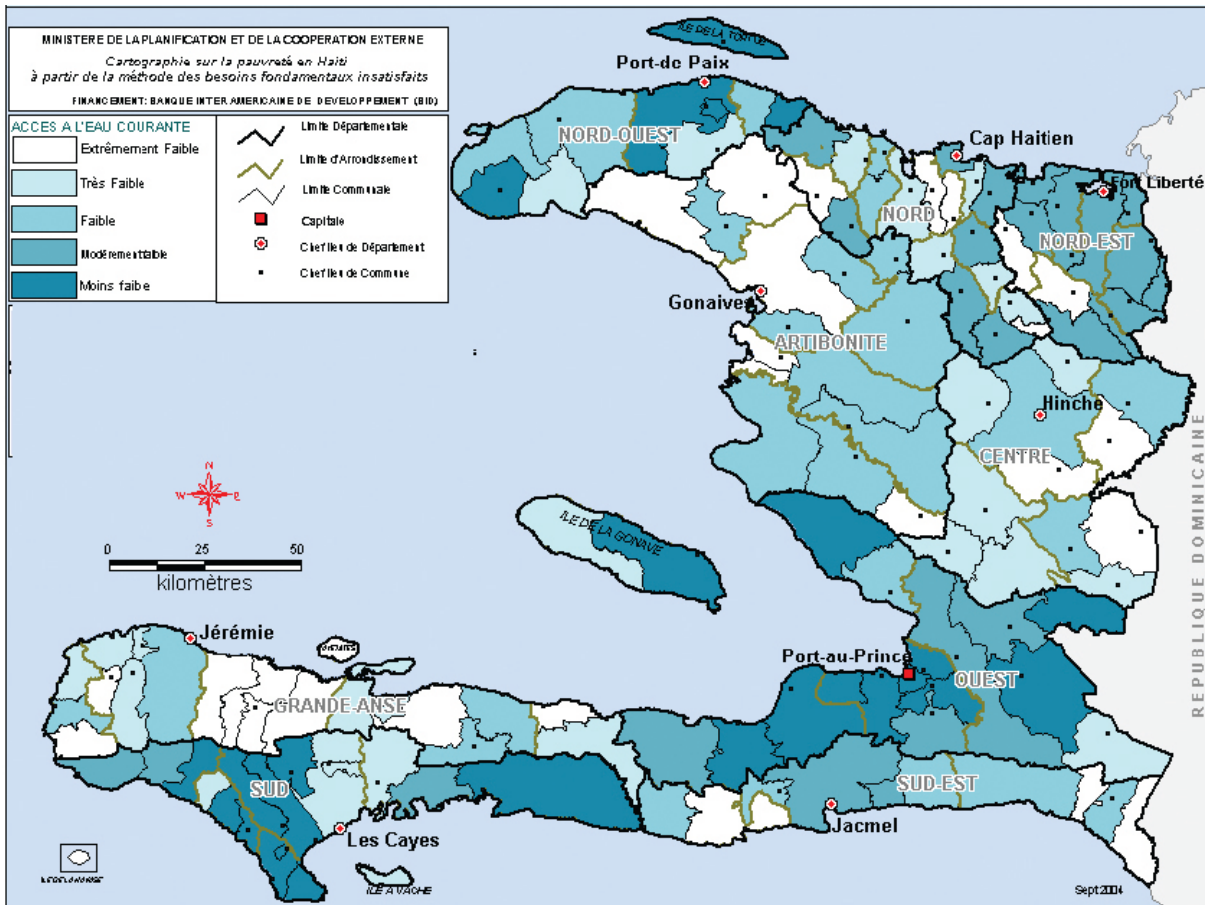 MINISTERE DE LA PLANIFICATION ET DE LA COOPERATION EXTERNE
Cartographie sur la pauvreté en Haiti
à partir de la méthode des besoins fondamentaux insatisfaits
FINANCEMENT: BANQUE INTERAMERICAINE DE DEVELOPPEMENT (BID)
ACCES A L'EAU COURANTE
Extrêmement Faible
Très Faible
Faible
Moins faible
Limite Départementale
Limite d'Arrondissement
Limite Communale
Capitale
Chef lieu de Département
Chef lieu de Commune
ILE DE LA TORTUE
Port-de Paix
NORD-OUEST
Cap Haitien
Fort Liberté
NORD
NORD-EST
Gonaives
ARTIBONITE
Hinche
CENTRE
REPUBLIQUE DOMINICAINE
N
W
S
ILE DE LA GONAVE
0 25 50
kilomètres
Jérémie
Port-au-Prince
OUEST
GRANDE-ANSE
SUD
SUD-EST
Les Cayes
Jacmel
ILE A VACHE
Sept 2004